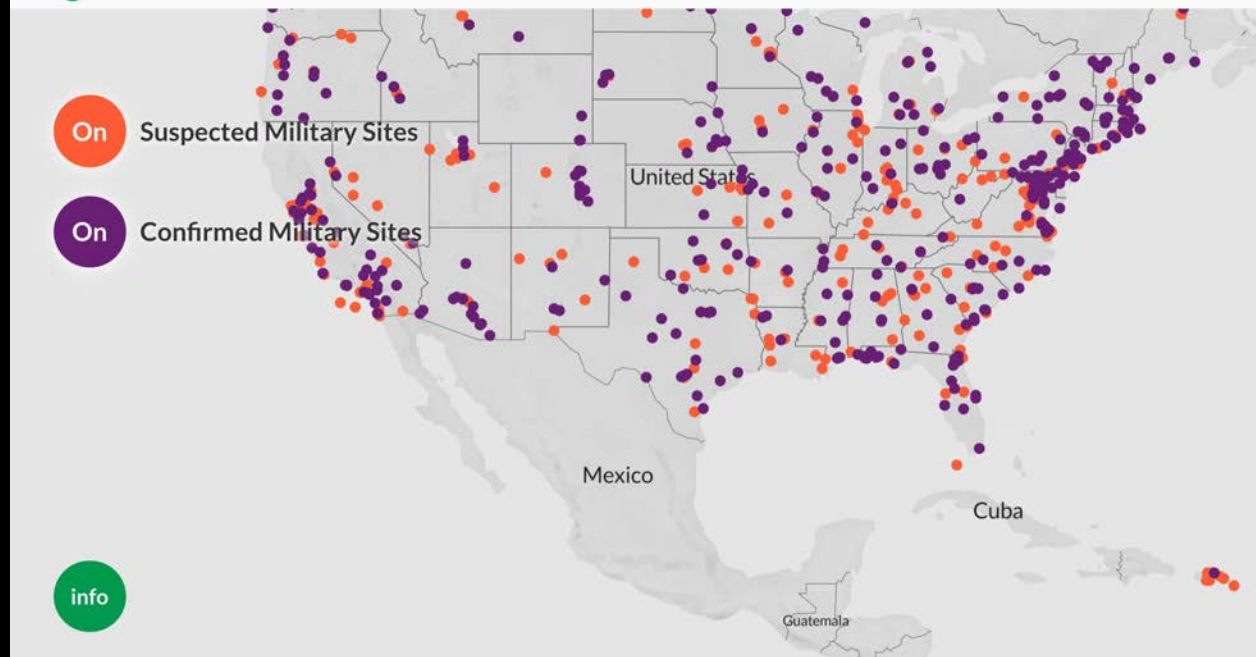 On Suspected Military Sites
United States
On Confirmed Military Sites
Mexico
Cuba
info
Guatemala